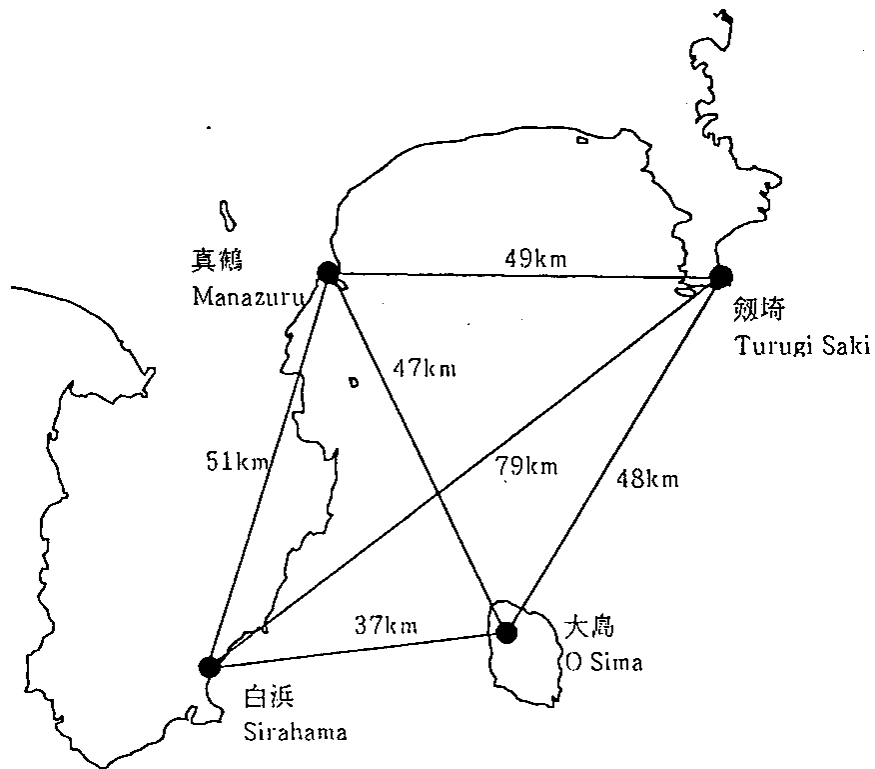 49km
真鶴
Manazuru
剱埼
Turugi Saki
47km
51km
79km
48km
37km
大島
O Sima
白浜
Sirahama